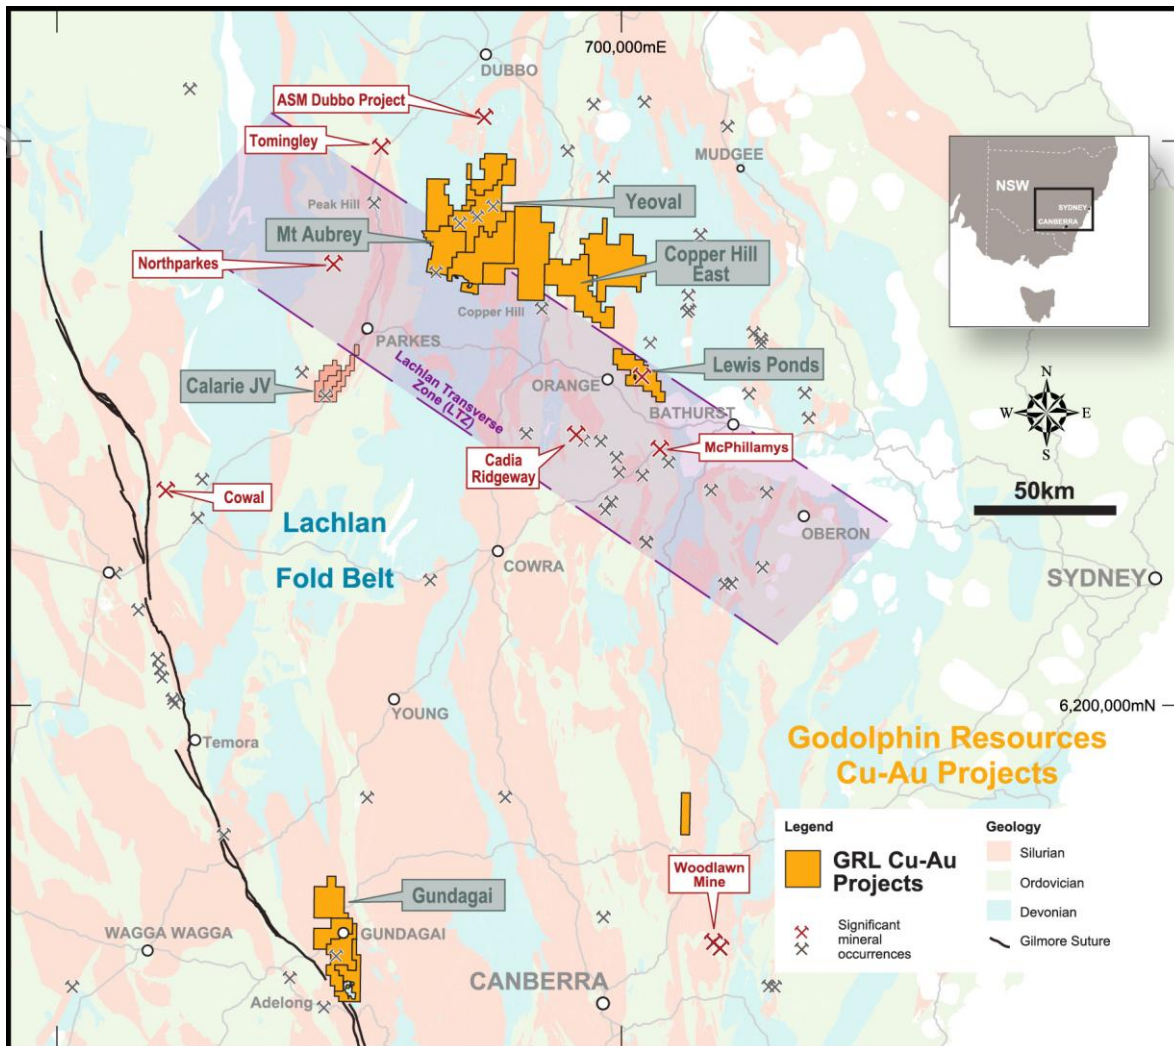 700,000mE
DUBBO
ASM Dubbo Project
Tomingley
MUDGEE
NSW
SYDNEY
CANBERRA
Peak Hill
Yeoval
Mt Aubrey
Northparkes
Copper Hill
East
Copper Hill
PARKES
Lachlan Transverse
Zone (LTZ)
Calarie JV
ORANGE
Lewis Ponds
BATHURST
N
W
E
S
Cadia
Ridgeway
McPhillamys
50km
Cowal
Lachlan
Fold Belt
OBERON
COWRA
SYDNEY
YOUNG
6,200,000mN
Temora
Godolphin Resources
Cu-Au Projects
Legend
GRL Cu-Au
Projects
Significant
mineral
occurrences
Geology
Silurian
Ordovician
Devonian
Gilmore Suture
Woodlawn
Mine
Gundagai
WAGGA WAGGA
GUNDAGAI
CANBERRA
Adelong